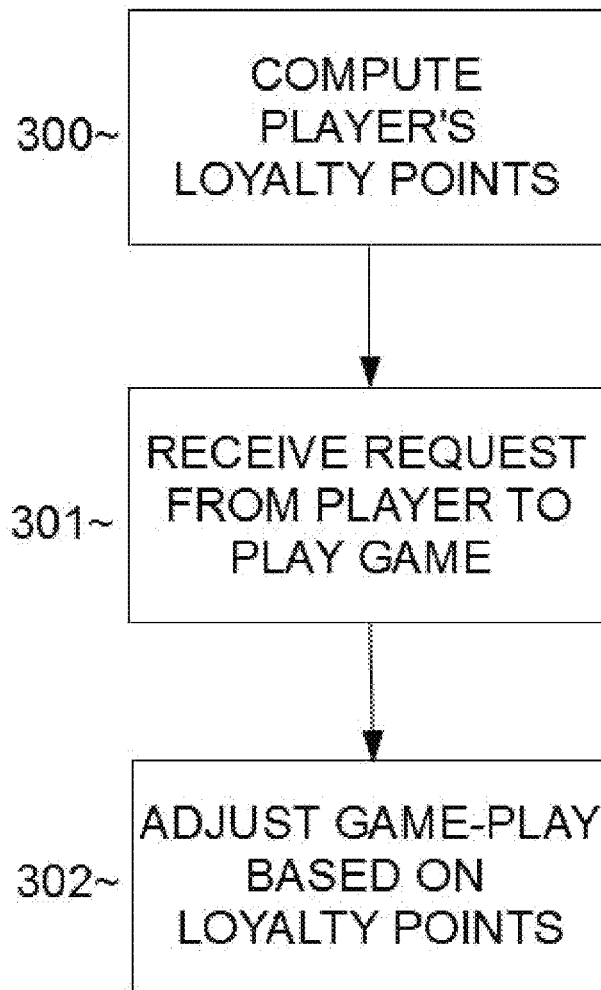 COMPUTE
PLAYER'S
300~
LOYALTY POINTS
RECEIVE REQUEST
301~
FROM PLAYER TO
PLAY GAME
ADJUST GAME-PLAY
302~
BASED ON
LOYALTY POINTS